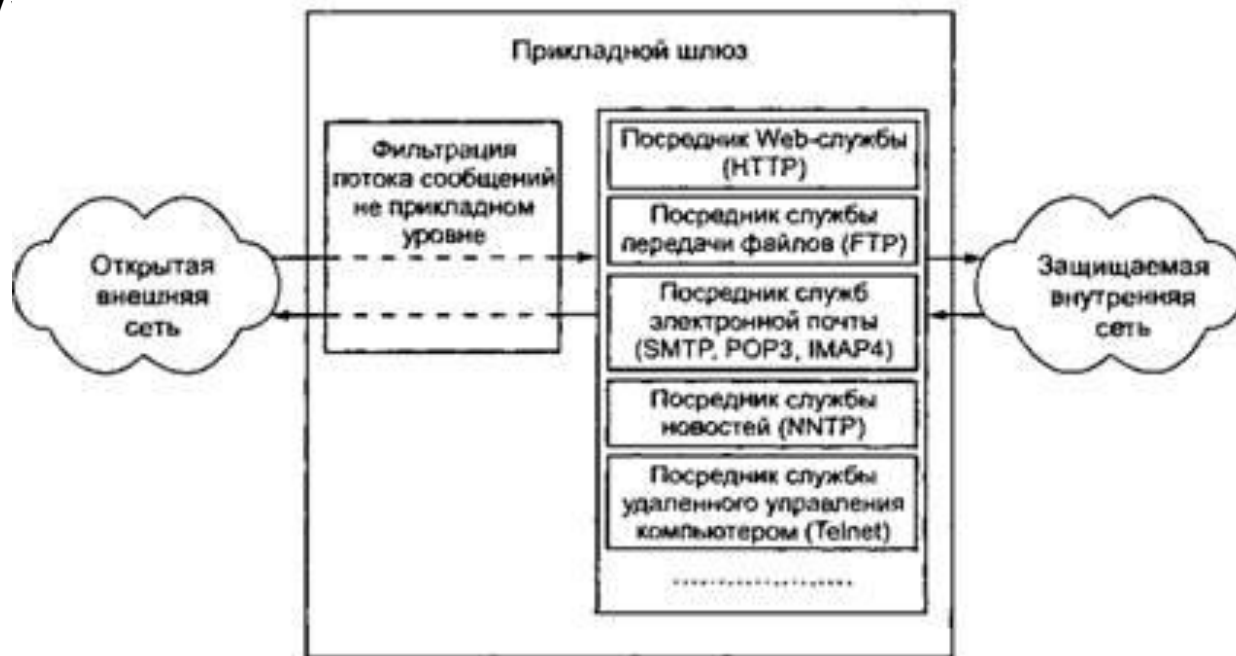 Прикладной шлюз
Фильтрация
потока сообщений
не прикладном
уровне
Посредник Web-службы
(HTTP)
Посредник службы
передачи файлов (FTP)
Посредник служб
электронной почты
(SMTP, POP3, IMAP4)
Посредник службы
новостей (NNTP)
Посредник службы
удаленного управления
компьютером (Telnet)
Открытая
внешняя
сеть
Защищаемая
внутренняя
сеть